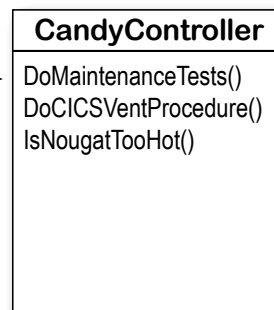 CandyController
DoMaintenanceTests()
DoCICSVentProcedure()
IsNougatTooHot()